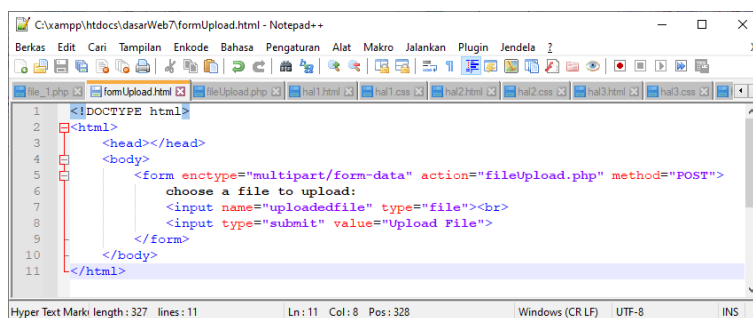 C:\xampp\htdocs\dasarWeb7\formUpload.html - Notepad++
Berkas Edit Cari Tampilan Enkode Bahasa Pengaturan Alat Makro Jalankan Plugin Jendela ?
file_1.php formUpload.html fileUpload.php hal1.html hal1.css hal2.html hal2.css hal3.html hal3.css
1 <!DOCTYPE html>
2 <html>
3 <head></head>
4 <body>
5 <form enctype="multipart/form-data" action="fileUpload.php" method="POST">
6 choose a file to upload:
7 <input name="uploadedfile" type="file"><br>
8 <input type="submit" value="Upload File">
9 </form>
10 </body>
11 </html>
Hyper Text Mark length : 327 lines : 11 Ln : 11 Col : 8 Pos : 328 Windows (CR LF) UTF-8 INS